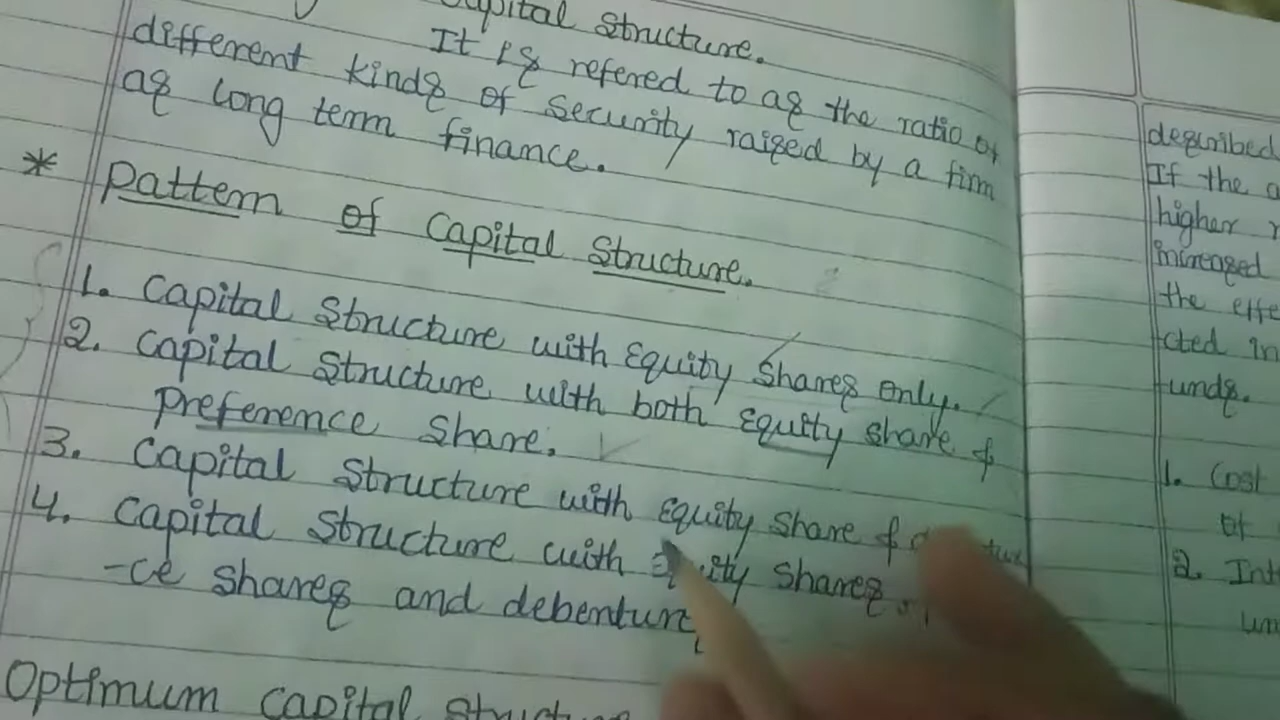 Capital Structure.
It is refered to as the ratio of
different kinds of security raised by a firm
as long term finance.
* Pattern of Capital Structure.
1. Capital Structure with Equity Shares only.
2. Capital Structure with both Equity share &
Preference Share.
3. Capital Structure with Equity Share &
4. Capital Structure with Equity Shares,
-ce shares and debenture
Optimum Capital
described
If the
higher
increased
the
cted in
unds.
1. Cost
of
2.